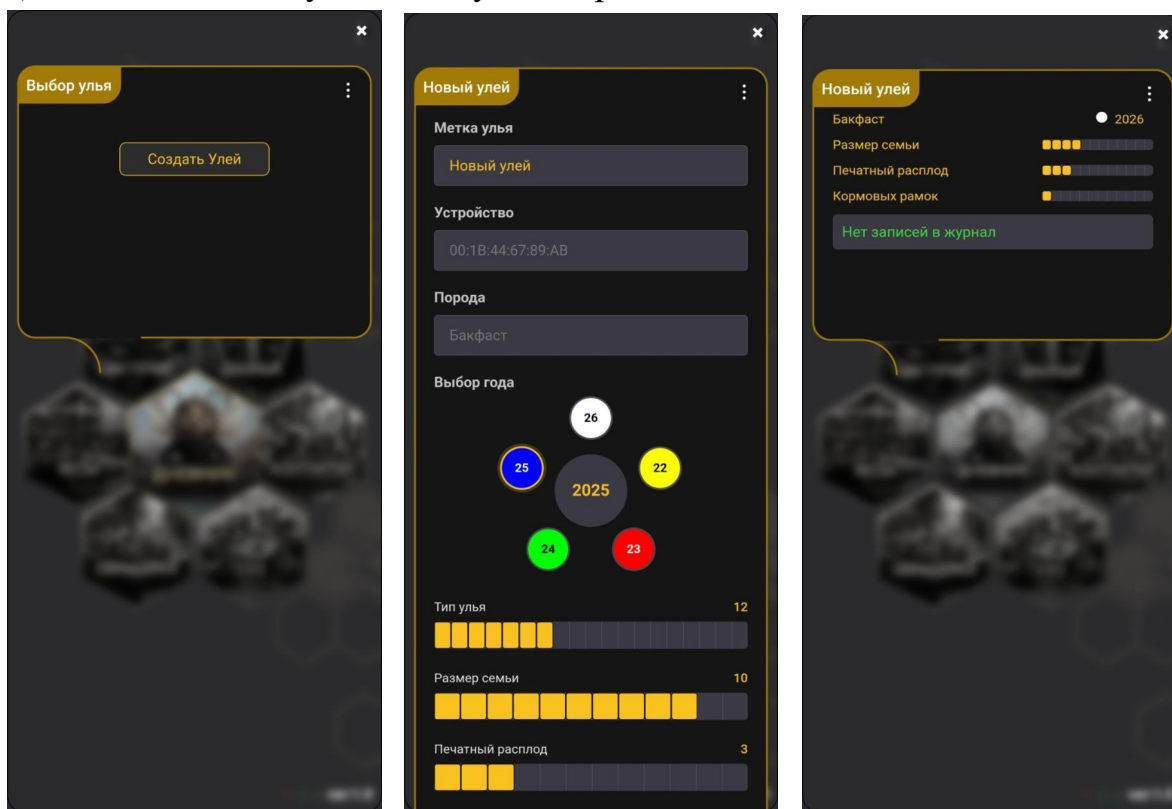 Выбор улья
Создать Улей
Новый улей
Метка улья
Новый улей
Устройство
00:1B:44:67:89:AB
Порода
Бакфаст
Выбор года
26
25
22
2025
24
23
Тип улья 12
Размер семьи 10
Печатный расплод 3
Новый улей
Бакфаст 2026
Размер семьи
Печатный расплод
Кормовых рамок
Нет записей в журнал